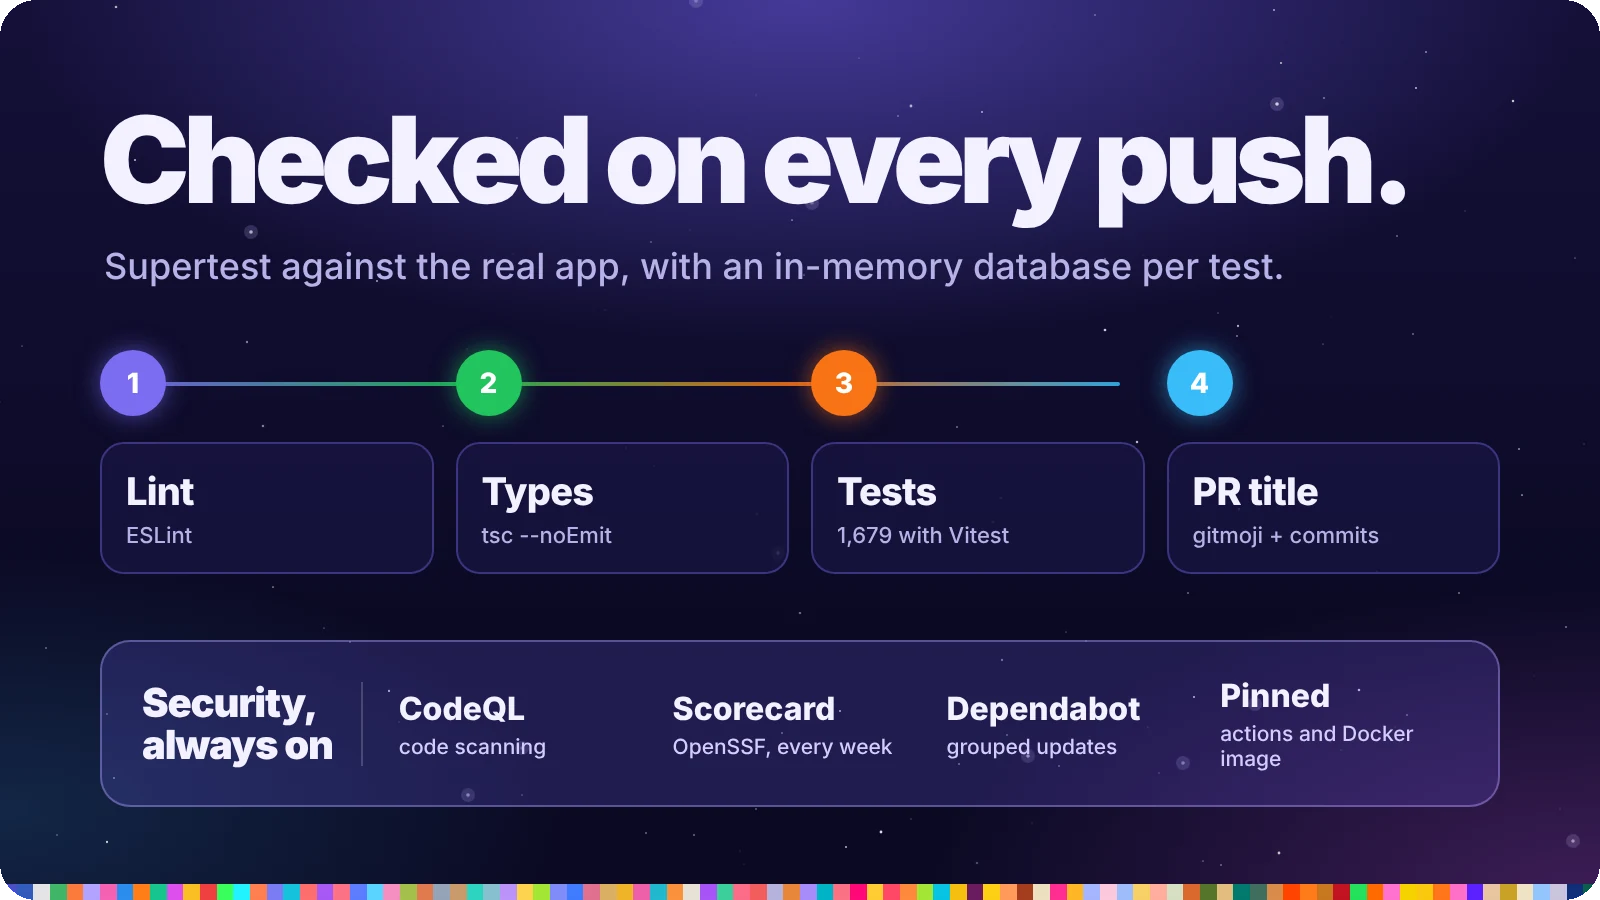 Checked on every push.
Supertest against the real app, with an in-memory database per test.
1
2
3
4
Lint
ESLint
Types
tsc --noEmit
Tests
1,679 with Vitest
PR title
gitmoji + commits
Security,
always on
CodeQL
code scanning
Scorecard
OpenSSF, every week
Dependabot
grouped updates
Pinned
actions and Docker
image